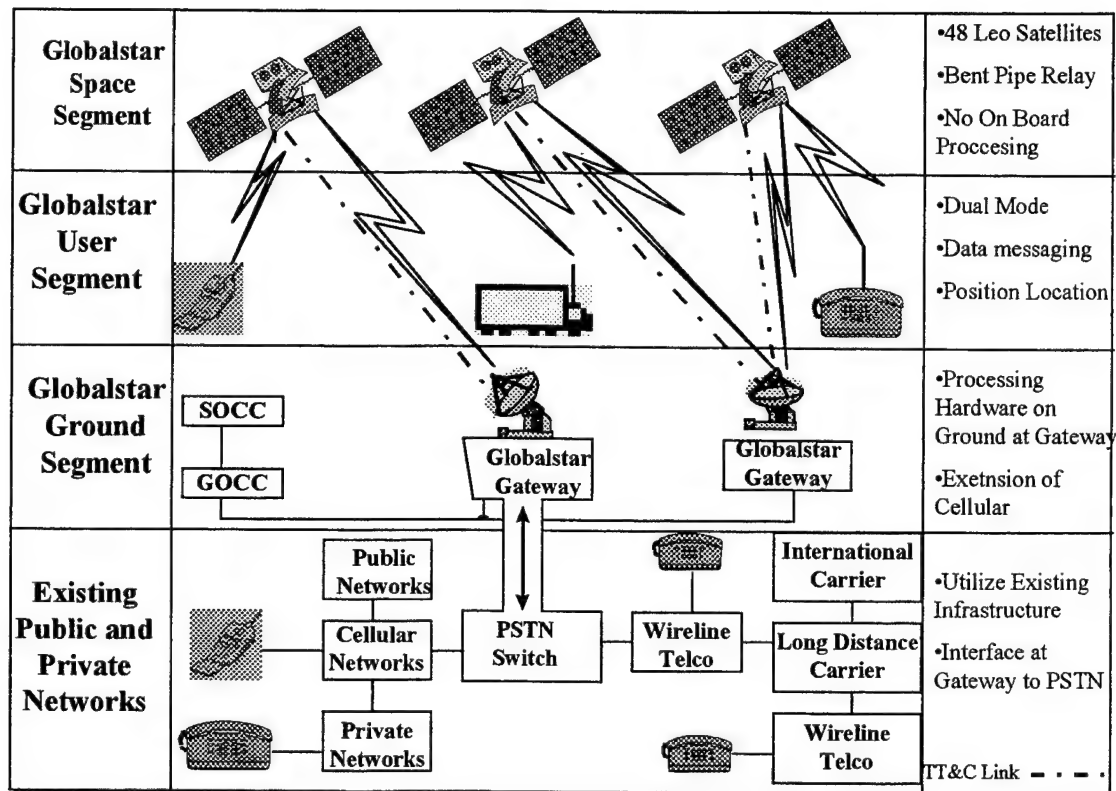 Globalstar
Space
Segment
•48 Leo Satellites
•Bent Pipe Relay
•No On Board
Proccesing
Globalstar
User
Segment
•Dual Mode
•Data messaging
•Position Location
Globalstar
Ground
Segment
SOCC
GOCC
Globalstar
Gateway
Globalstar
Gateway
•Processing
Hardware on
Ground at Gateway
•Exetnsion of
Cellular
Existing
Public and
Private
Networks
Public
Networks
Cellular
Networks
Private
Networks
PSTN
Switch
Wireline
Telco
International
Carrier
Long Distance
Carrier
Wireline
Telco
•Utilize Existing
Infrastructure
•Interface at
Gateway to PSTN
TT&C Link